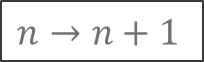 n → n + 1